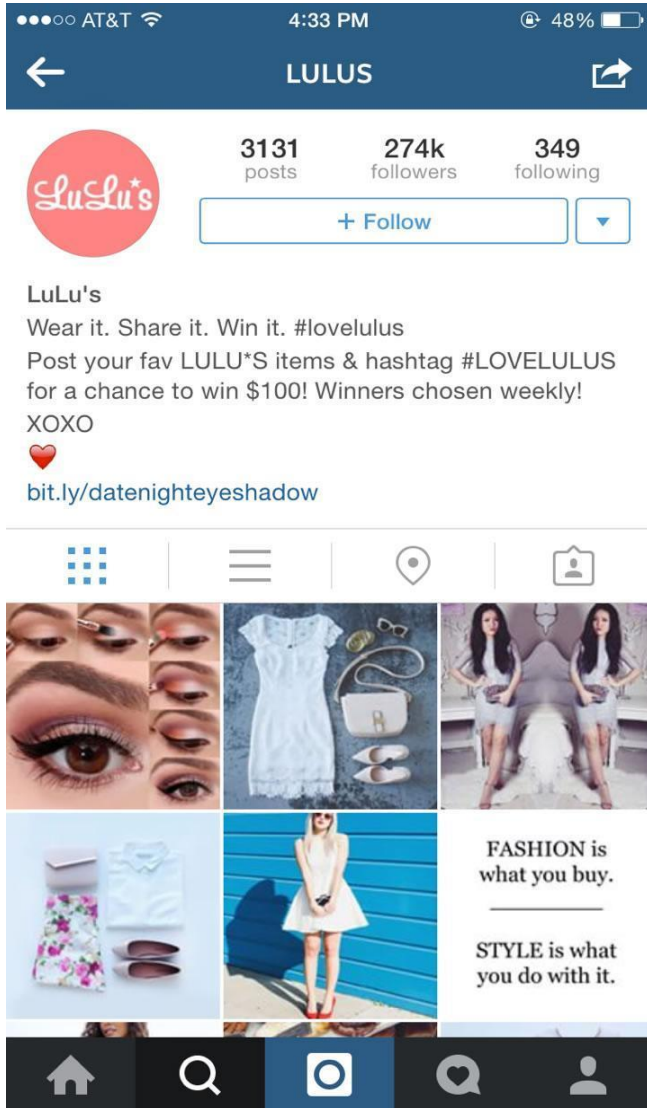 AT&T 4:33 PM 48%
LULUS
LuLu's
3131 274k 349
posts followers following
+ Follow
LuLu's
Wear it. Share it. Win it. #lovelulus
Post your fav LULU*S items & hashtag #LOVELULUS
for a chance to win $100! Winners chosen weekly!
XOXO
bit.ly/datenighteyeshadow
FASHION is
what you buy.
STYLE is what
you do with it.